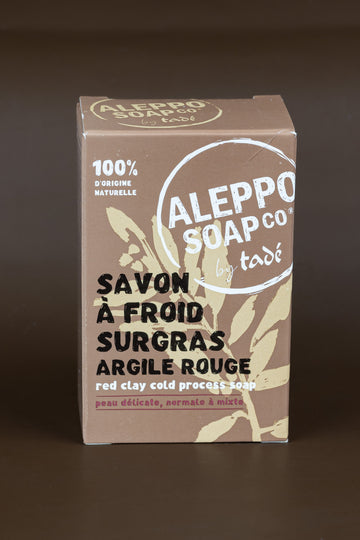 ALEPPO
SOAP CO
by tadé
100%
D'ORIGINE
NATURELLE
ALEPPO
SOAP CO®
by tadé
SAVON
À FROID
SURGRAS
ARGILE ROUGE
red clay cold process soap
peau délicate, normale à mixte